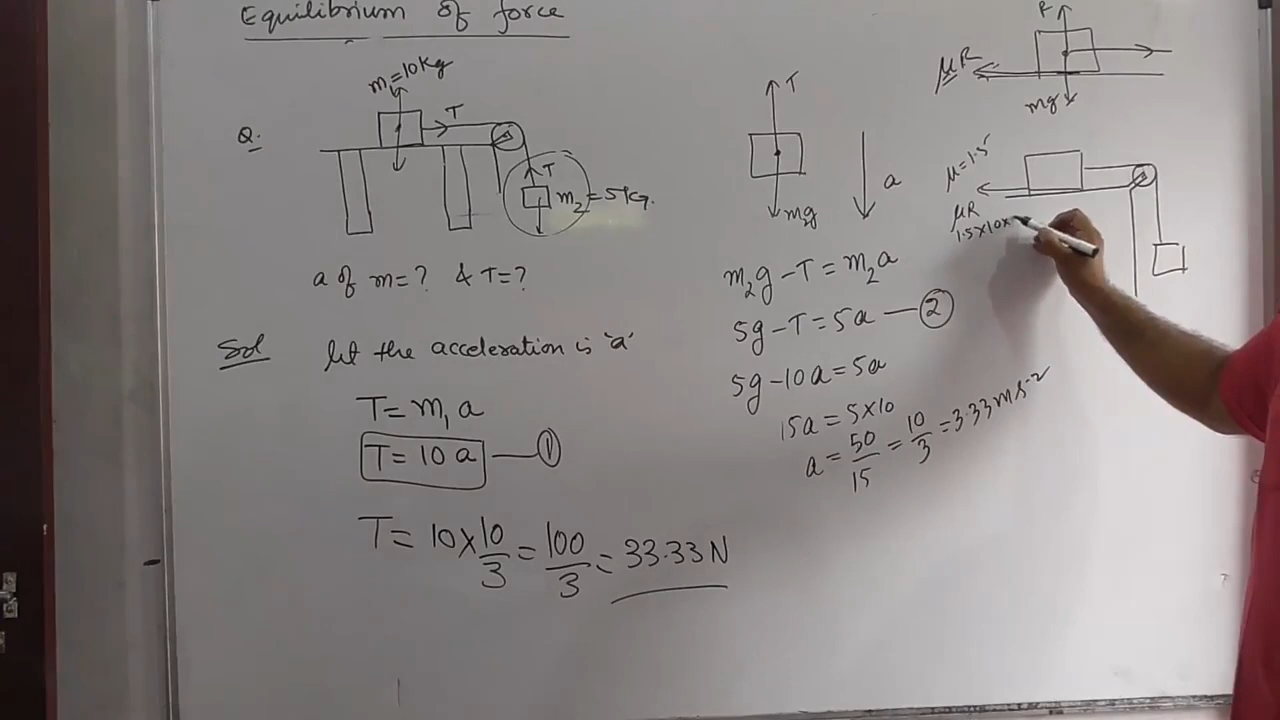 Equilibrium of force
Q.
m=10kg
T
T
m₂=5kg.
a of m=? & T=?
Sol let the acceleration is 'a'
T=m₁a
T=10a —①
T=10×10/3=100/3=33.33N
T
m₂g
a
m₂g-T=m₂a
5g-T=5a —②
5g-10a=5a
15a=5×10
a=50/15=10/3=3.33ms⁻²
R
μR
mg
μ=1.5
μR
1.5×10×